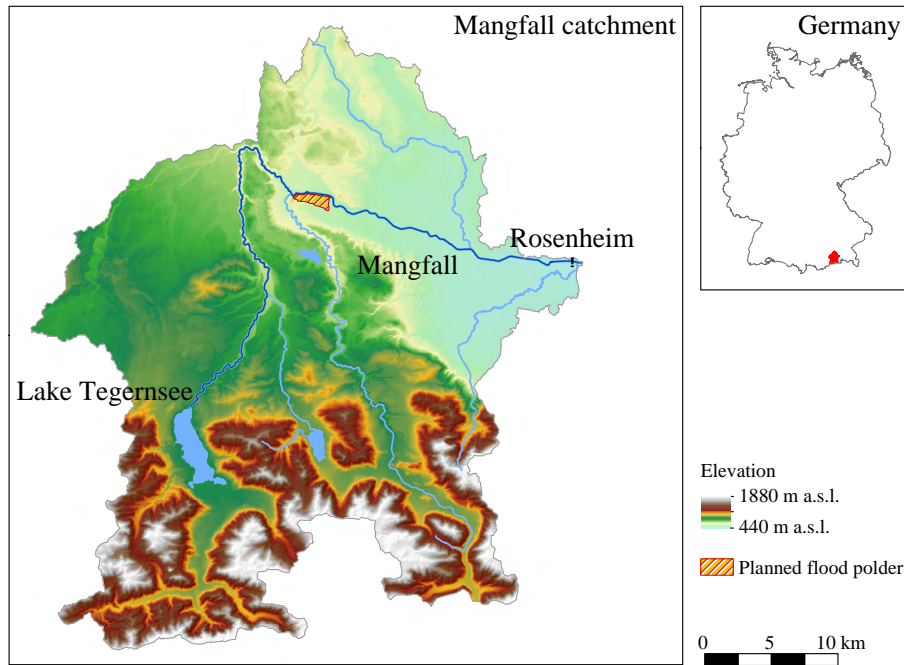 Mangfall catchment
Germany
Rosenheim
Mangfall
Lake Tegernsee
Elevation
1880 m a.s.l.
440 m a.s.l.
Planned flood polder
0 5 10 km